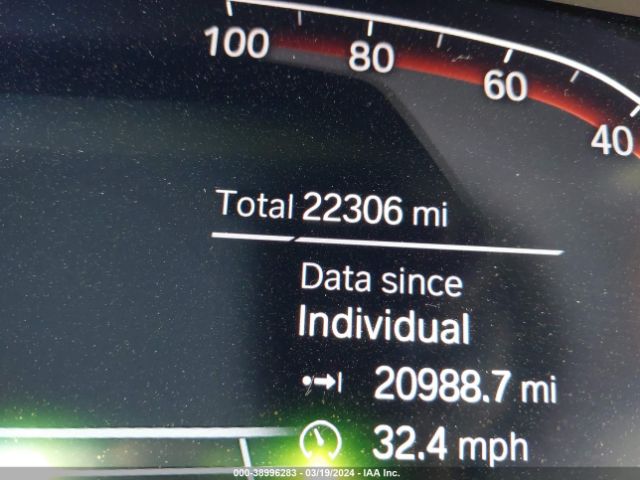 100 80 60 40
Total 22306 mi
Data since
Individual
20988.7 mi
32.4 mph
000-38996283 - 03/19/2024 - IAA Inc.